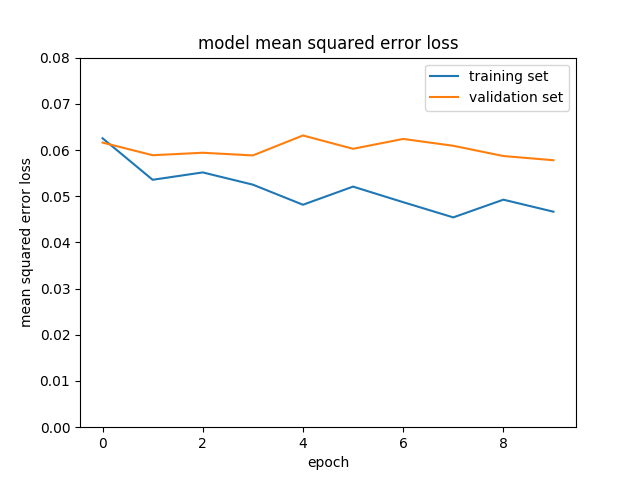 model mean squared error loss
training set
validation set
0.08
0.07
0.06
0.05
0.04
0.03
0.02
0.01
0.00
mean squared error loss
0 2 4 6 8
epoch